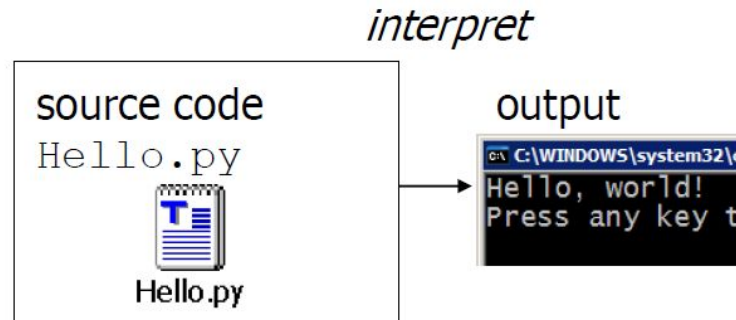 interpret
source code
Hello.py
Hello.py
output
C:\WINDOWS\system32\
Hello, world!
Press any key t